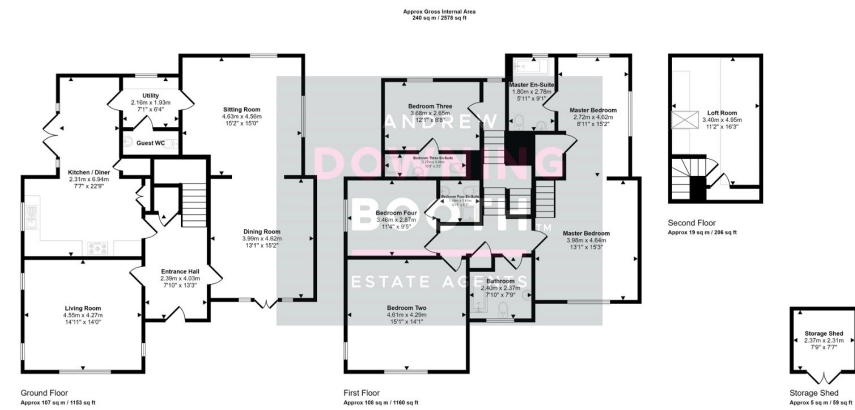 Approx Gross Internal Area
240 sq m / 2578 sq ft
Utility
2.16m x 1.93m
7'1" x 6'4"
Guest WC
Sitting Room
4.63m x 4.56m
15'2" x 15'0"
Kitchen / Diner
2.31m x 6.94m
7'7" x 22'9"
Dining Room
3.99m x 4.62m
13'1" x 15'2"
Entrance Hall
2.39m x 4.03m
7'10" x 13'3"
Living Room
4.55m x 4.27m
14'11" x 14'0"
Ground Floor
Approx 107 sq m / 1153 sq ft
Bedroom Three
3.68m x 2.65m
12'1" x 8'8"
Bedroom Three En-Suite
Master En-Suite
1.80m x 2.78m
5'11" x 9'1"
Master Bedroom
2.72m x 4.62m
8'11" x 15'2"
Bedroom Four
3.46m x 2.87m
11'4" x 9'5"
Bedroom Four En-Suite
Master Bedroom
3.98m x 4.64m
13'1" x 15'3"
Bathroom
2.40m x 2.37m
7'10" x 7'9"
Bedroom Two
4.61m x 4.29m
15'1" x 14'1"
First Floor
Approx 108 sq m / 1160 sq ft
Loft Room
3.40m x 4.95m
11'2" x 16'3"
Second Floor
Approx 19 sq m / 206 sq ft
Storage Shed
2.37m x 2.31m
7'9" x 7'7"
Storage Shed
Approx 5 sq m / 59 sq ft
ANDREW
DOWNING
BOOTH™
ESTATE AGENTS